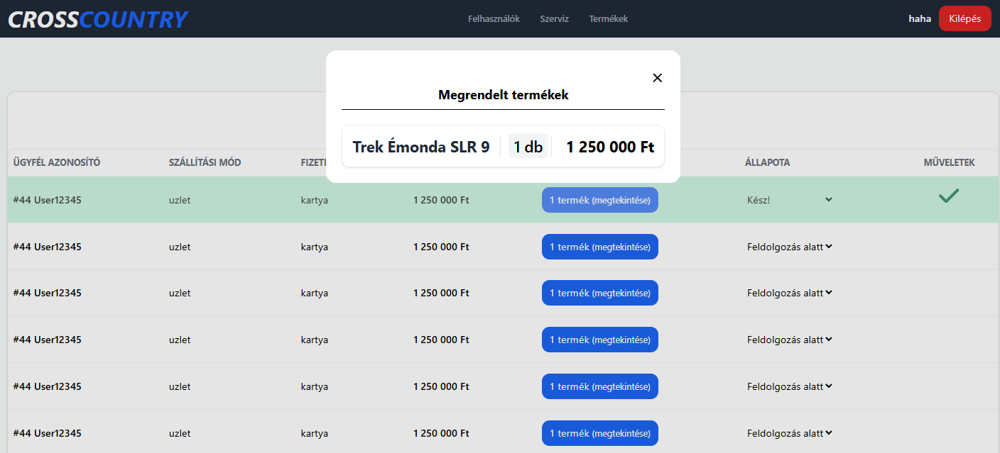 CROSSCOUNTRY Felhasználók Szerviz Termékek haha Kilépés
Megrendelt termékek
Trek Émonda SLR 9 1 db 1 250 000 Ft
ÜGYFÉL AZONOSÍTÓ SZÁLLÍTÁSI MÓD ÁLLAPOTA MŰVELETEK
#44 User12345 uzlet kartya 1 250 000 Ft 1 termék (megtekintése) Kész!
#44 User12345 uzlet kartya 1 250 000 Ft 1 termék (megtekintése) Feldolgozás alatt
#44 User12345 uzlet kartya 1 250 000 Ft 1 termék (megtekintése) Feldolgozás alatt
#44 User12345 uzlet kartya 1 250 000 Ft 1 termék (megtekintése) Feldolgozás alatt
#44 User12345 uzlet kartya 1 250 000 Ft 1 termék (megtekintése) Feldolgozás alatt
#44 User12345 uzlet kartya 1 250 000 Ft 1 termék (megtekintése) Feldolgozás alatt